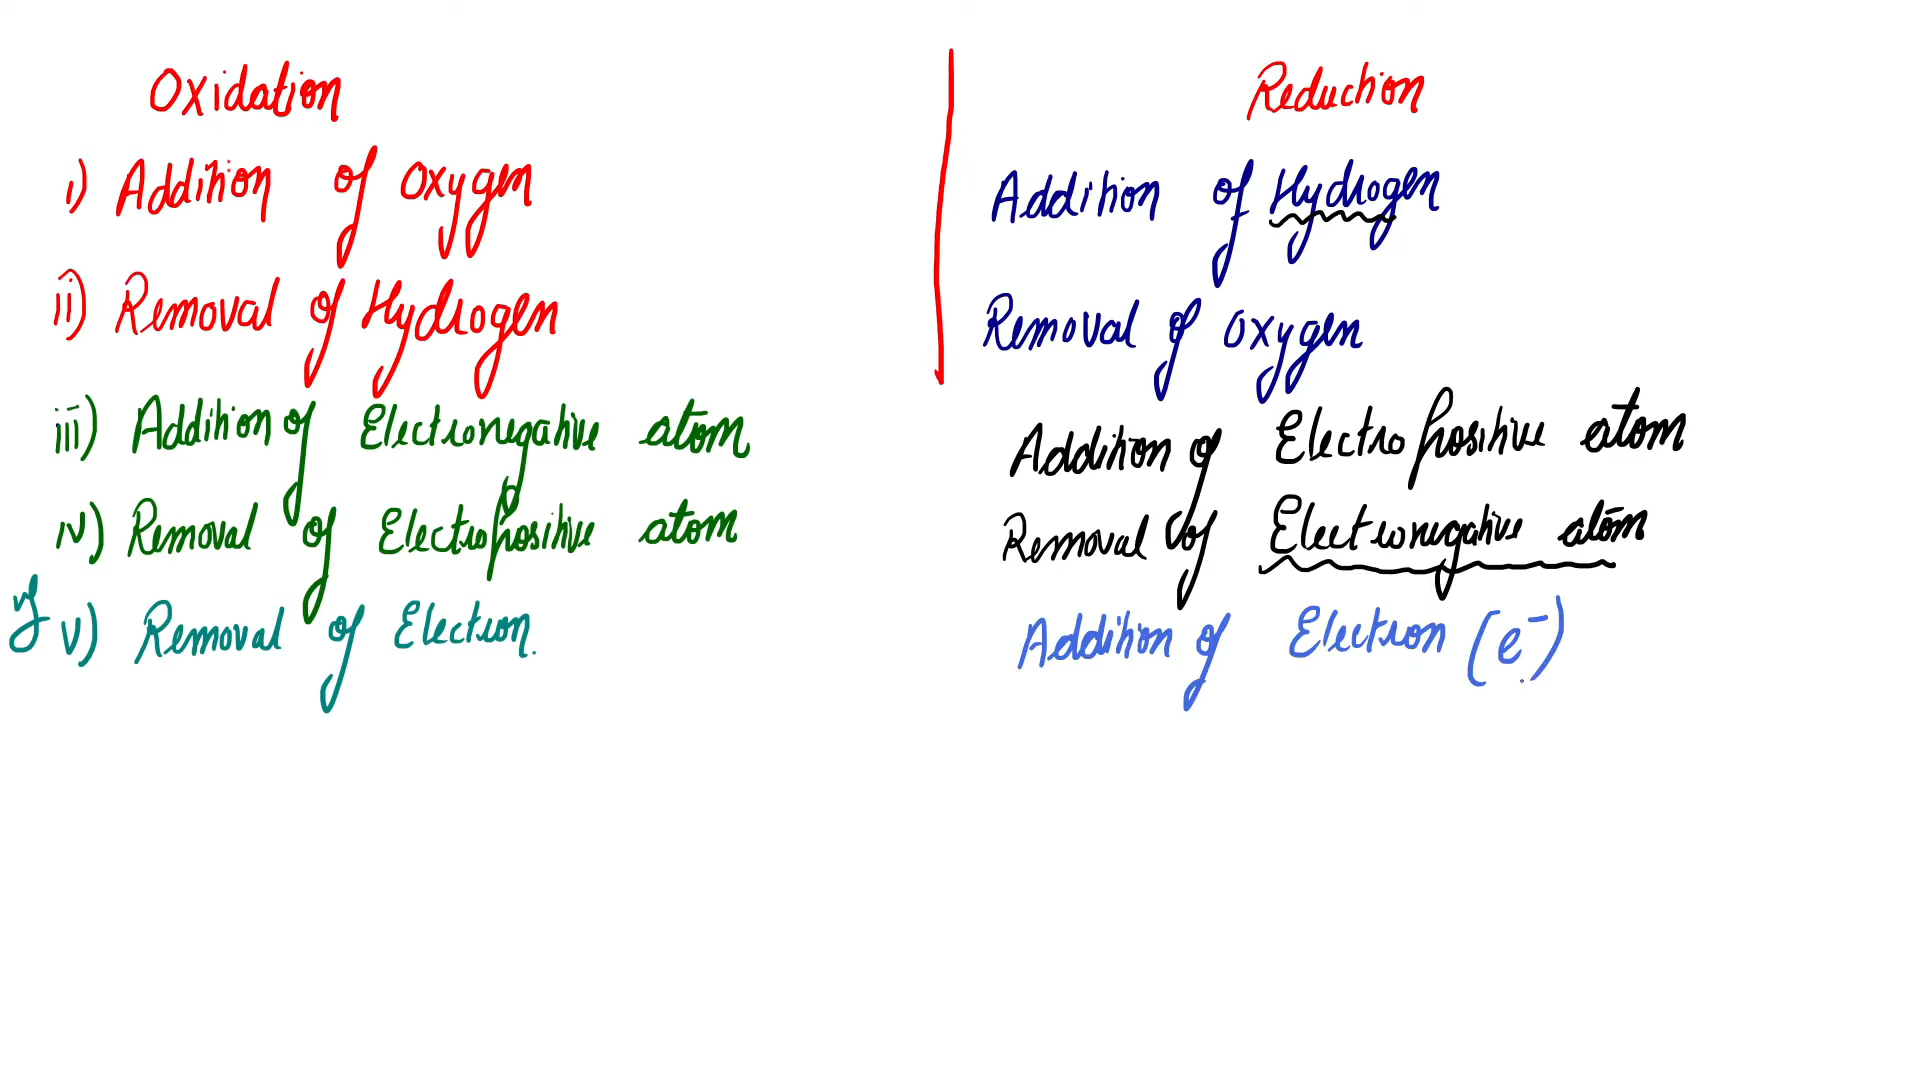 Oxidation
i) Addition of Oxygen
ii) Removal of Hydrogen
iii) Addition of Electronegative atom
iv) Removal of Electropositive atom
v) Removal of Electron.
Reduction
Addition of Hydrogen
Removal of Oxygen
Addition of Electropositive atom
Removal of Electronegative atom
Addition of Electron (e⁻)